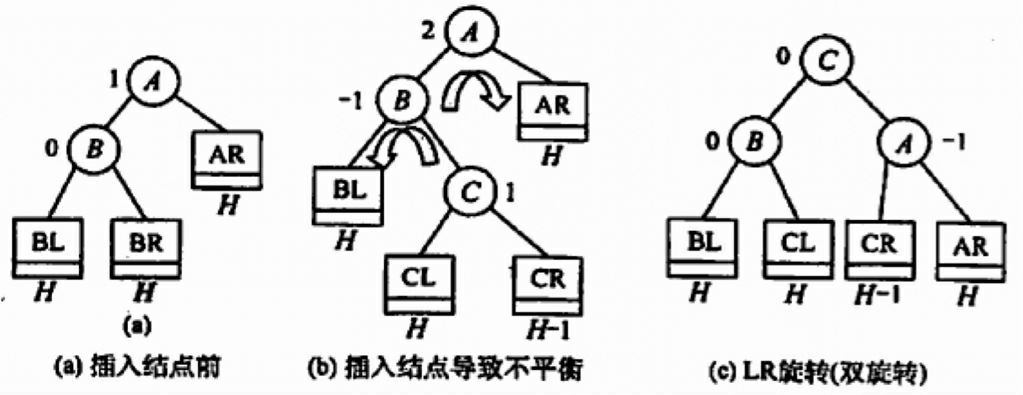 1 A
0 B
AR
H
BL BR
H H
(a)
(a) 插入结点前
2 A
-1 B
AR
H
BL
H
C 1
CL CR
H H-1
(b) 插入结点导致不平衡
0 C
0 B A -1
BL CL CR AR
H H H-1 H
(c) LR旋转(双旋转)